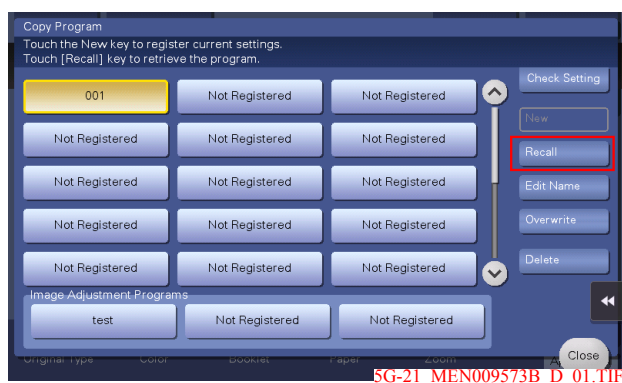 Copy Program
Touch the New key to register current settings.
Touch [Recall] key to retrieve the program.
Check Setting
001 Not Registered Not Registered
New
Not Registered Not Registered Not Registered
Recall
Not Registered Not Registered Not Registered
Edit Name
Not Registered Not Registered Not Registered
Overwrite
Not Registered Not Registered Not Registered
Delete
Image Adjustment Programs
test Not Registered Not Registered
Original Type Color Booklet Paper Zoom
Close
5G-21_MEN009573B_D_01.TIF